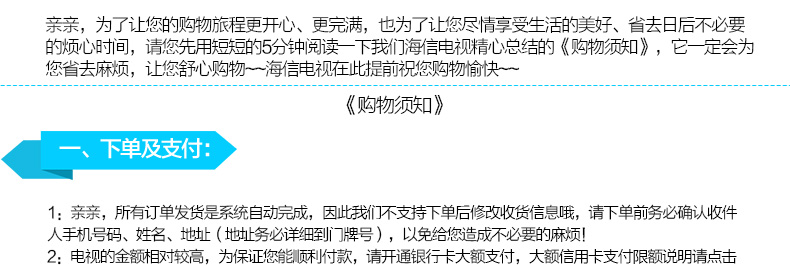 亲亲，为了让您的购物旅程更开心、更完满，也为了让您尽情享受生活的美好、省去日后不必要
的烦心时间，请您先用短短的5分钟阅读一下我们海信电视精心总结的《购物须知》，它一定会为
您省去麻烦，让您舒心购物~~海信电视在此提前祝您购物愉快~~
《购物须知》
一、下单及支付：
1：亲亲，所有订单发货是系统自动完成，因此我们不支持下单后修改收货信息哦，请下单前务必确认收件
人手机号码、姓名、地址（地址务必详细到门牌号），以免给您造成不必要的麻烦！
2：电视的金额相对较高，为保证您能顺利付款，请开通银行卡大额支付，大额信用卡支付限额说明请点击